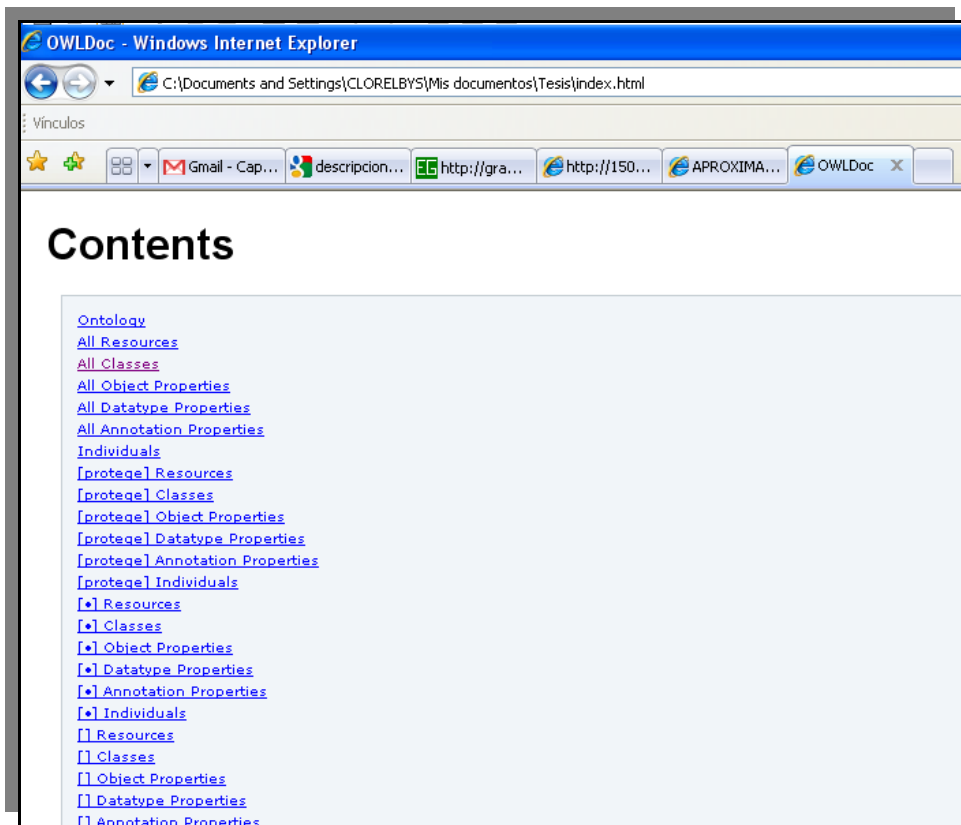 OWLDoc - Windows Internet Explorer
C:\Documents and Settings\CLORELBYS\Mis documentos\Tesis\index.html
Vínculos
Gmail - Cap... descripcion... http://gra... http://150... APROXIMA... OWLDoc X
Contents
Ontology
All Resources
All Classes
All Object Properties
All Datatype Properties
All Annotation Properties
Individuals
[protege] Resources
[protege] Classes
[protege] Object Properties
[protege] Datatype Properties
[protege] Annotation Properties
[protege] Individuals
[•] Resources
[•] Classes
[•] Object Properties
[•] Datatype Properties
[•] Annotation Properties
[•] Individuals
[] Resources
[] Classes
[] Object Properties
[] Datatype Properties
[] Annotation Properties